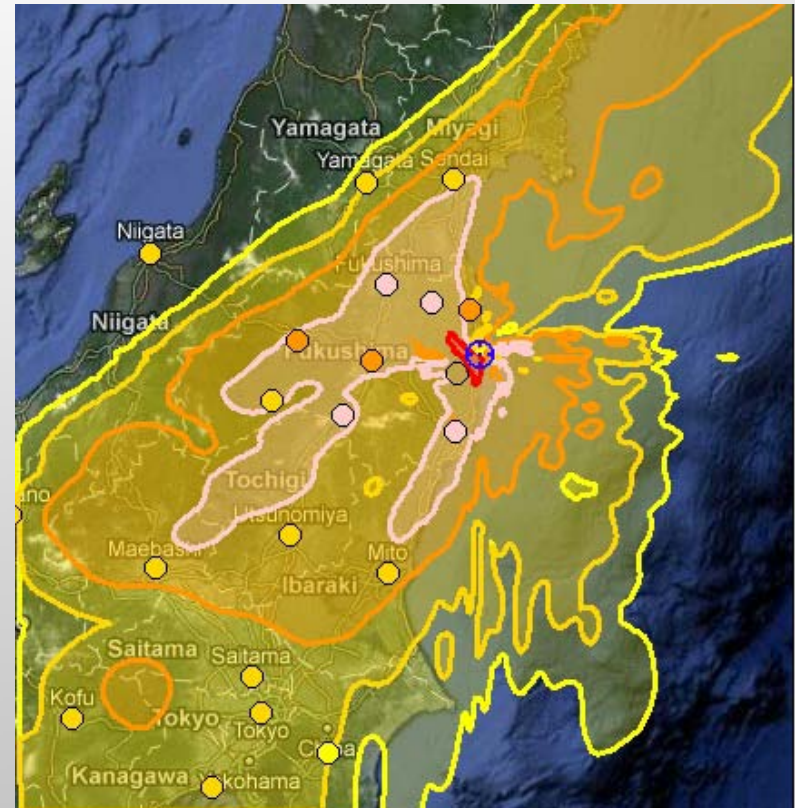 Yamagata
Miyagi
Yamagata
Sendai
Niigata
Fukushima
Niigata
Fukushima
Tochigi
Utsunomiya
ano
Maebashi
Mito
Ibaraki
Saitama
Saitama
Kofu
Tokyo
Tokyo
Chiba
Kanagawa
Yokohama